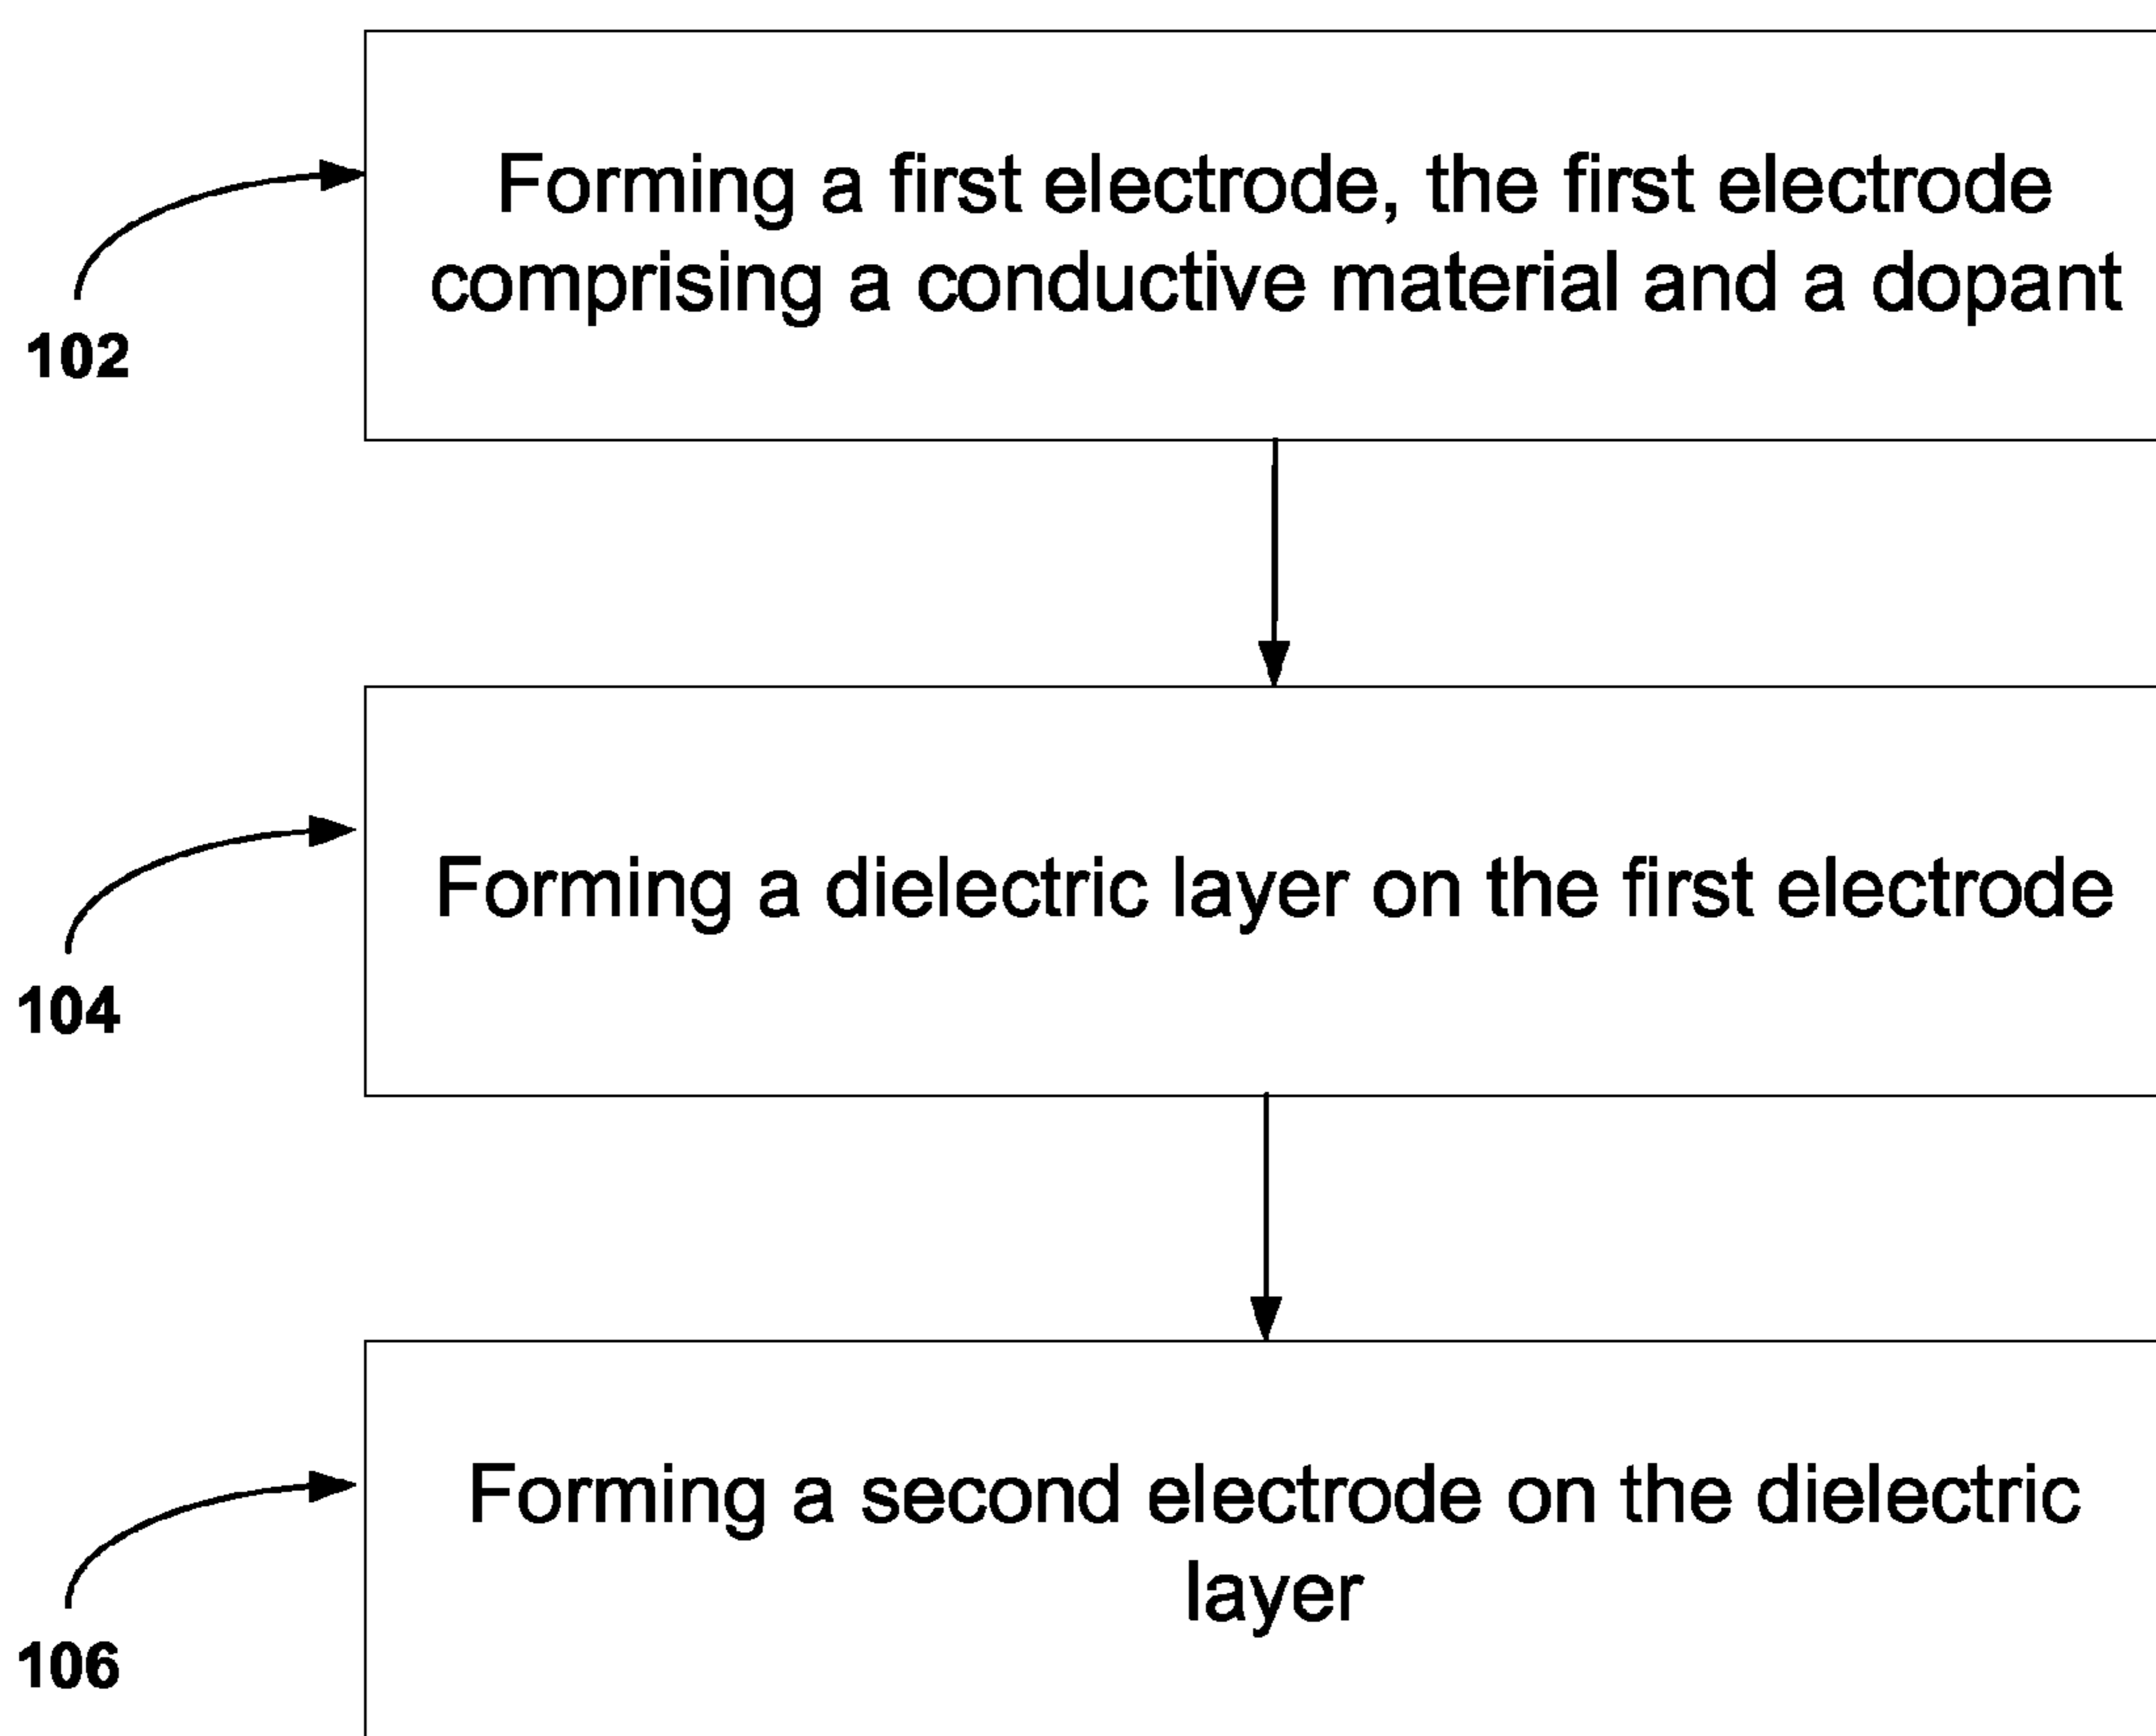 Forming a first electrode, the first electrode
comprising a conductive material and a dopant
102
Forming a dielectric layer on the first electrode
104
Forming a second electrode on the dielectric
layer
106